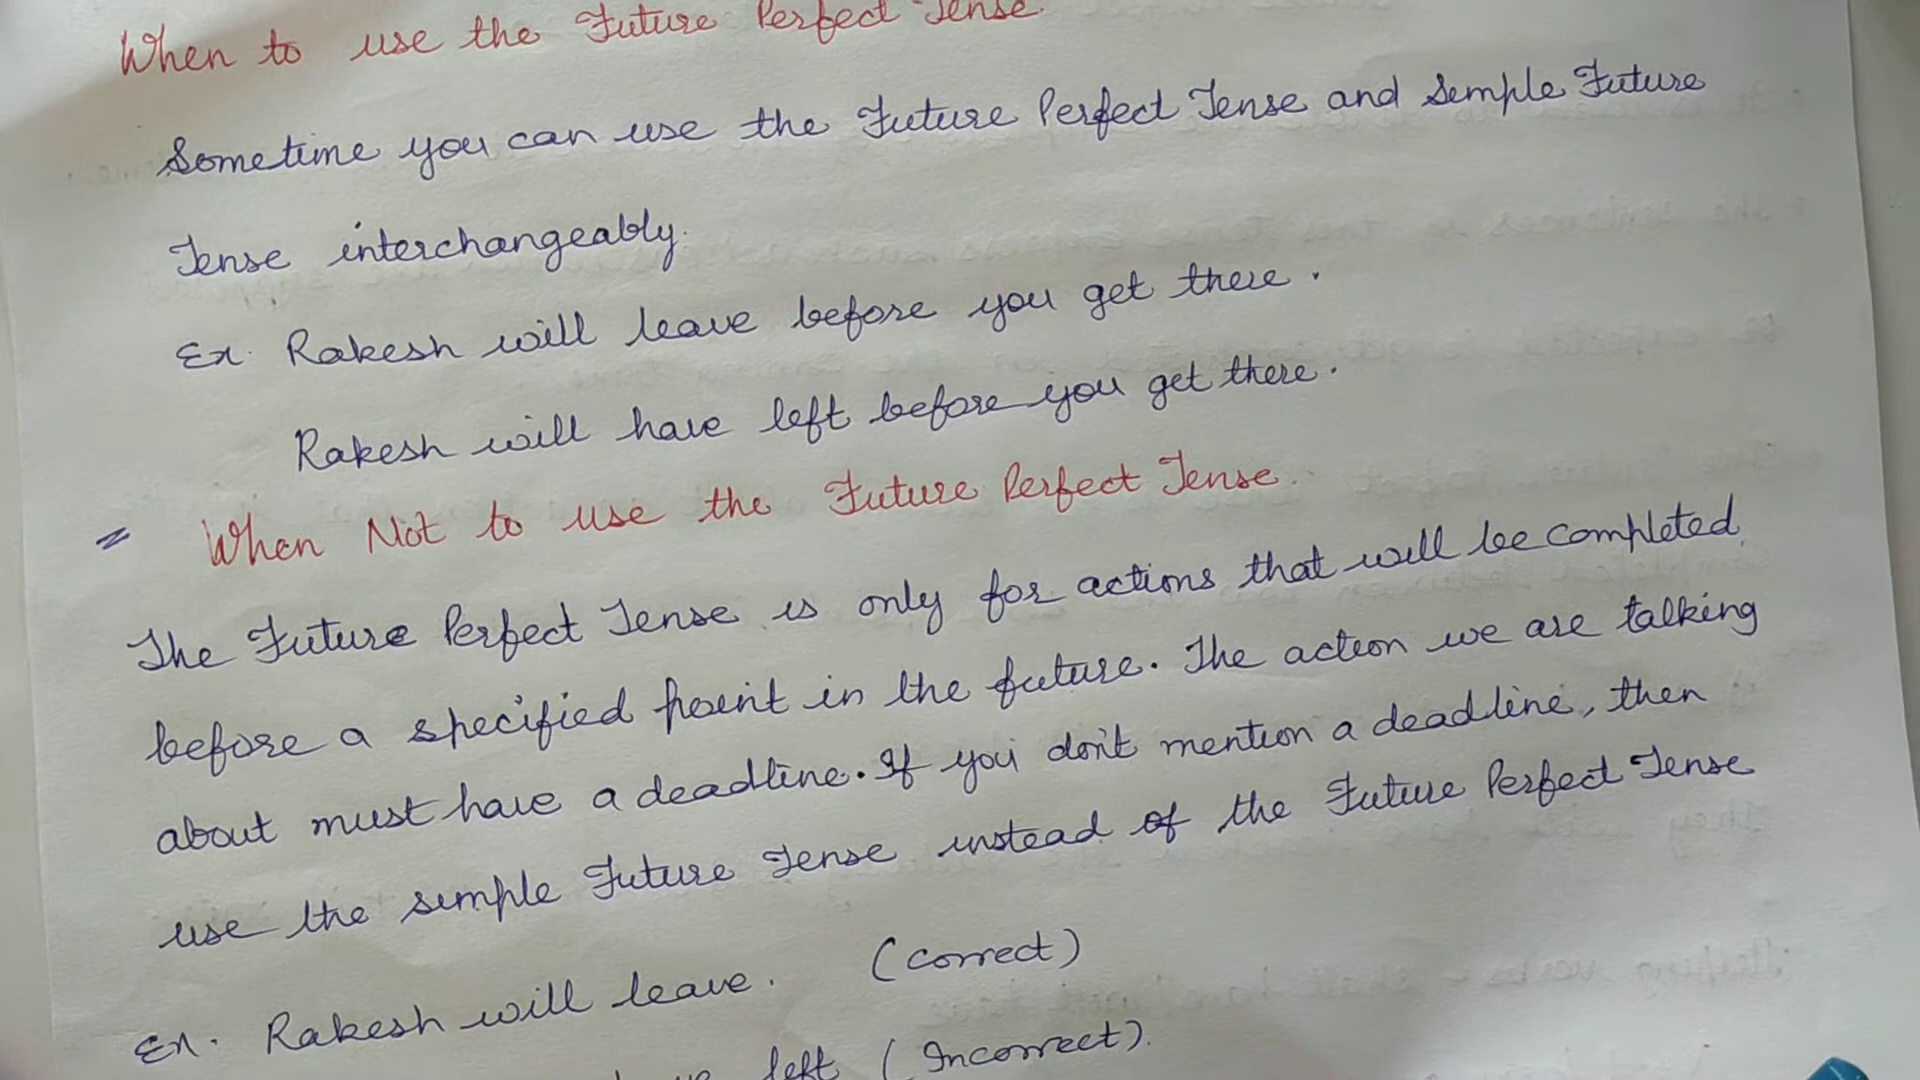 When to use the Future Perfect Tense.
Sometime you can use the Future Perfect Tense and Simple Future
Tense interchangeably.
Ex. Rakesh will leave before you get there.
Rakesh will have left before you get there.
When Not to use the Future Perfect Tense.
The Future Perfect Tense is only for actions that will be completed
before a specified point in the future. The action we are talking
about must have a deadline. If you don't mention a deadline, then
use the simple Future Tense instead of the Future Perfect Tense
Ex. Rakesh will leave. (correct)
left (Incorrect).